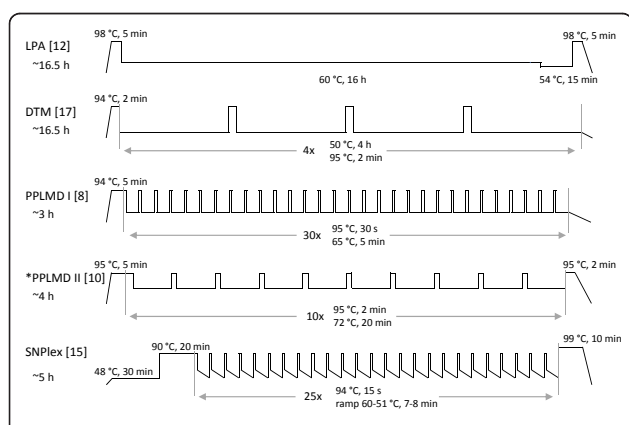 98 °C, 5 min
98 °C, 5 min
LPA [12]
~16.5 h
60 °C, 16 h
54 °C, 15 min
94 °C, 2 min
DTM [17]
~16.5 h
4x
50 °C, 4 h
95 °C, 2 min
94 °C, 5 min
PPLMD I [8]
~3 h
30x
95 °C, 30 s
65 °C, 5 min
95 °C, 5 min
95 °C, 2 min
*PPLMD II [10]
~4 h
10x
95 °C, 2 min
72 °C, 20 min
99 °C, 10 min
90 °C, 20 min
SNPlex [15]
48 °C, 30 min
~5 h
25x
94 °C, 15 s
ramp 60-51 °C, 7-8 min